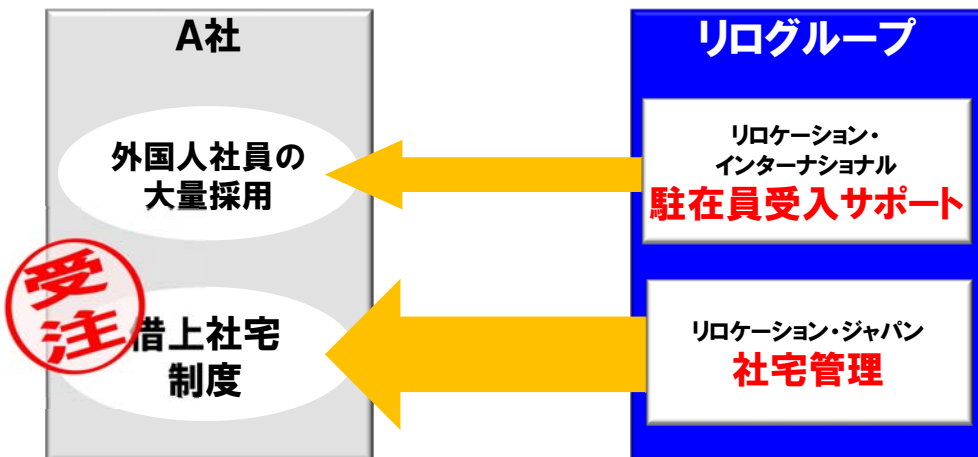 A社
外国人社員の
大量採用
受
注
借上社宅
制度
リログループ
リロケーション・
インターナショナル
駐在員受入サポート
リロケーション・ジャパン
社宅管理